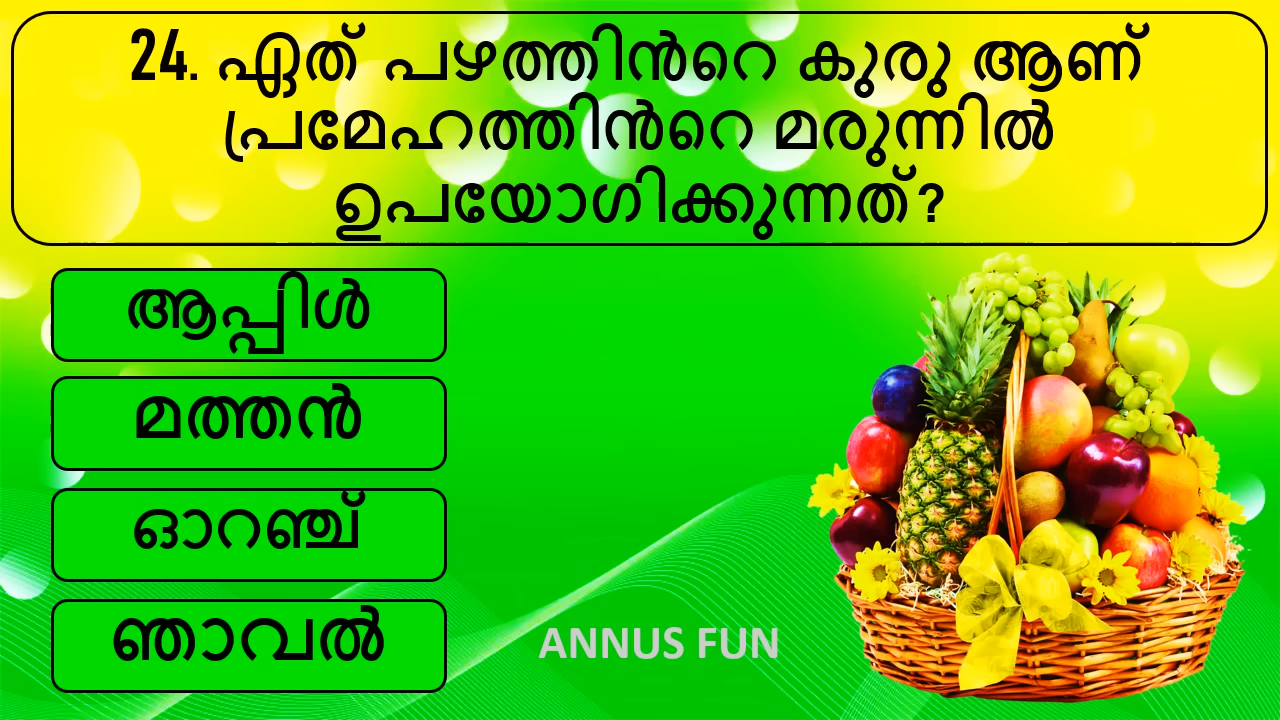 24. ഏത് പഴത്തിൻറെ കുരു ആണ്
പ്രമേഹത്തിൻറെ മരുന്നിൽ
ഉപയോഗിക്കുന്നത്?
ആപ്പിൾ
മത്തൻ
ഓറഞ്ച്
ഞാവൽ
ANNUS FUN